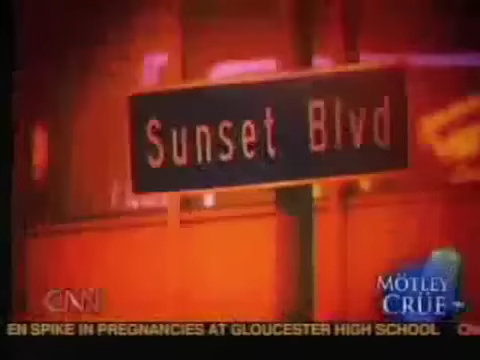 Sunset Blvd
CNN
MÖTLEY
CRÜE
EN SPIKE IN PREGNANCIES AT GLOUCESTER HIGH SCHOOL